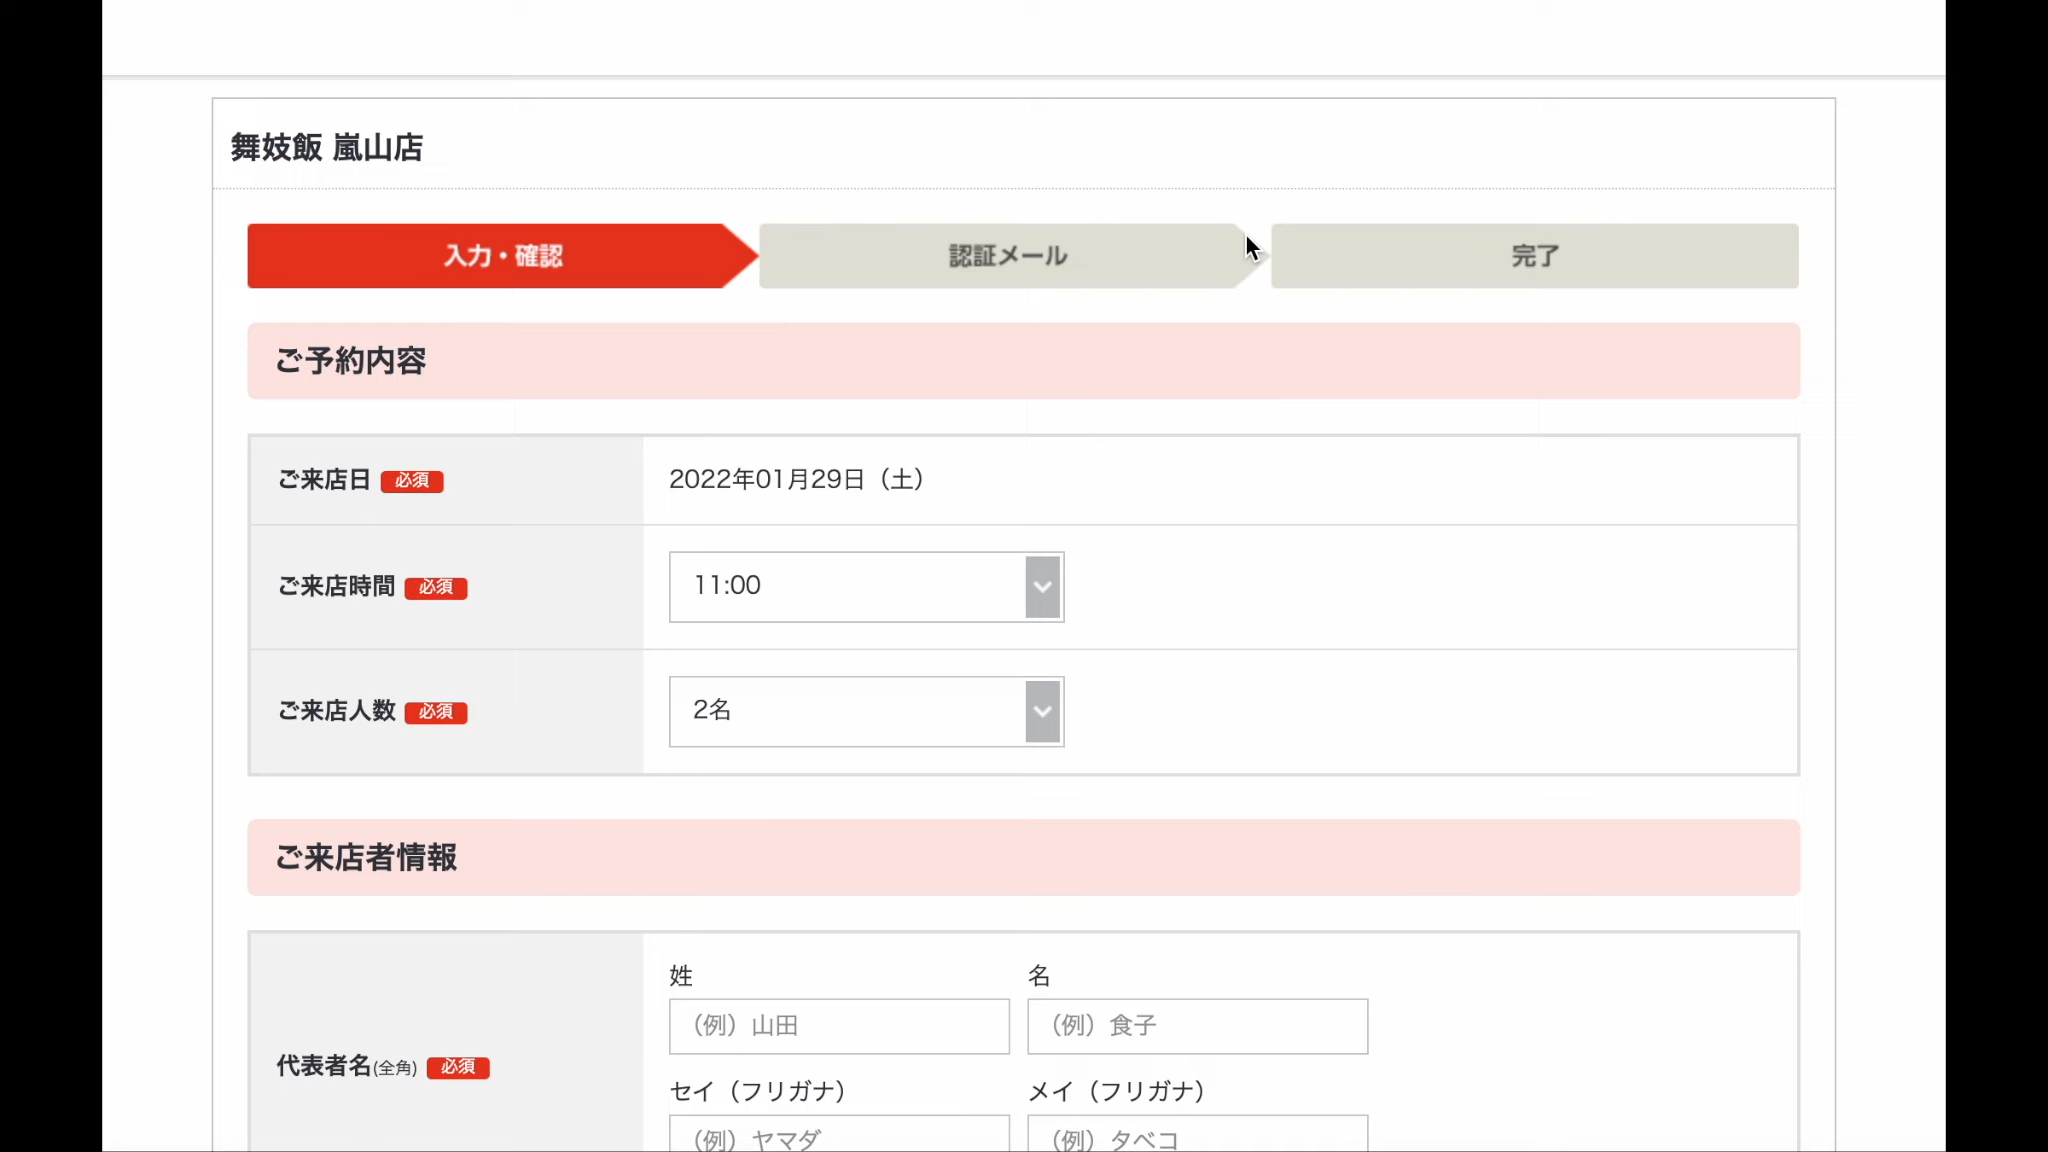 舞妓飯 嵐山店
入力・確認
認証メール
完了
ご予約内容
ご来店日 必須
2022年01月29日（土）
ご来店時間 必須
11:00
ご来店人数 必須
2名
ご来店者情報
姓
名
（例）山田
（例）食子
代表者名(全角) 必須
セイ（フリガナ）
メイ（フリガナ）
（例）ヤマダ
（例）タベコ